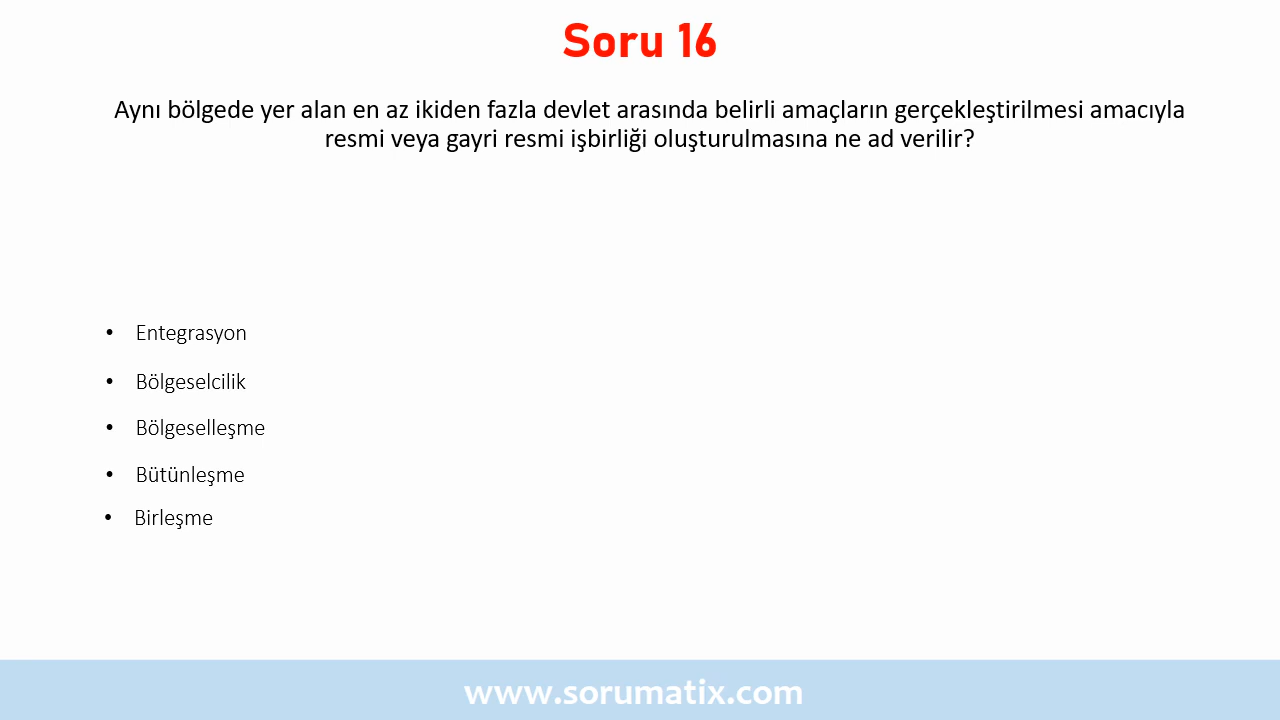 Soru 16
Aynı bölgede yer alan en az ikiden fazla devlet arasında belirli amaçların gerçekleştirilmesi amacıyla
resmi veya gayri resmi işbirliği oluşturulmasına ne ad verilir?
• Entegrasyon
• Bölgeselcilik
• Bölgeselleşme
• Bütünleşme
• Birleşme
www.sorumatix.com